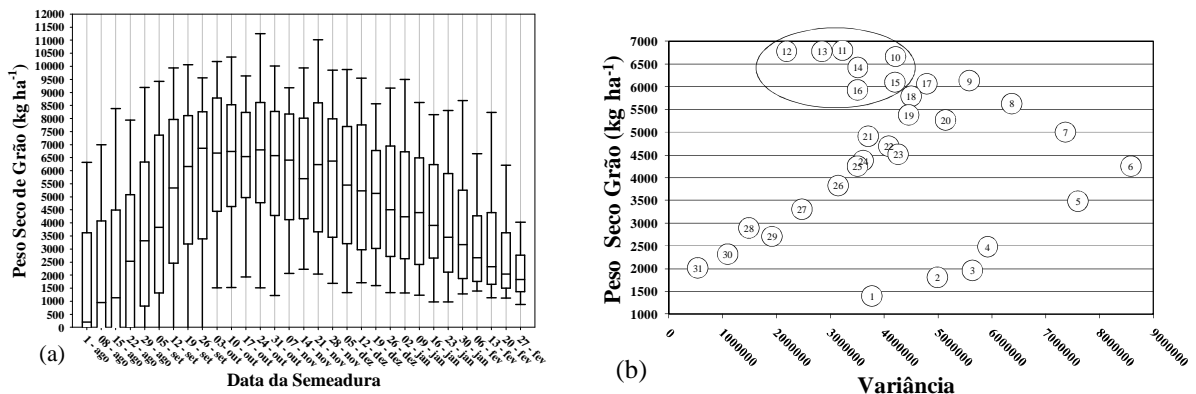 12000
11500
11000
10500
10000
9500
9000
8500
8000
7500
7000
6500
6000
5500
5000
4500
4000
3500
3000
2500
2000
1500
1000
500
0
Peso Seco de Grão (kg ha-1)
1 - ago
08 - ago
15 - ago
22 - ago
29 - ago
05 - set
12 - set
19 - set
26 - set
03 - out
10 - out
17 - out
24 - out
31 - out
07 - nov
14 - nov
21 - nov
28 - nov
05 - dez
12 - dez
19 - dez
26 - dez
02 - jan
09 - jan
16 - jan
23 - jan
30 - jan
06 - fev
13 - fev
20 - fev
27 - fev
Data da Semeadura
(a)
7000
6500
6000
5500
5000
4500
4000
3500
3000
2500
2000
1500
1000
Peso Seco Grão (kg ha-1)
12
13
11
10
14
15
17
9
16
18
8
19
20
7
21
22
23
24
25
6
26
5
27
28
29
4
30
31
3
2
1
0
1000000
2000000
3000000
4000000
5000000
6000000
7000000
8000000
9000000
Variância
(b)